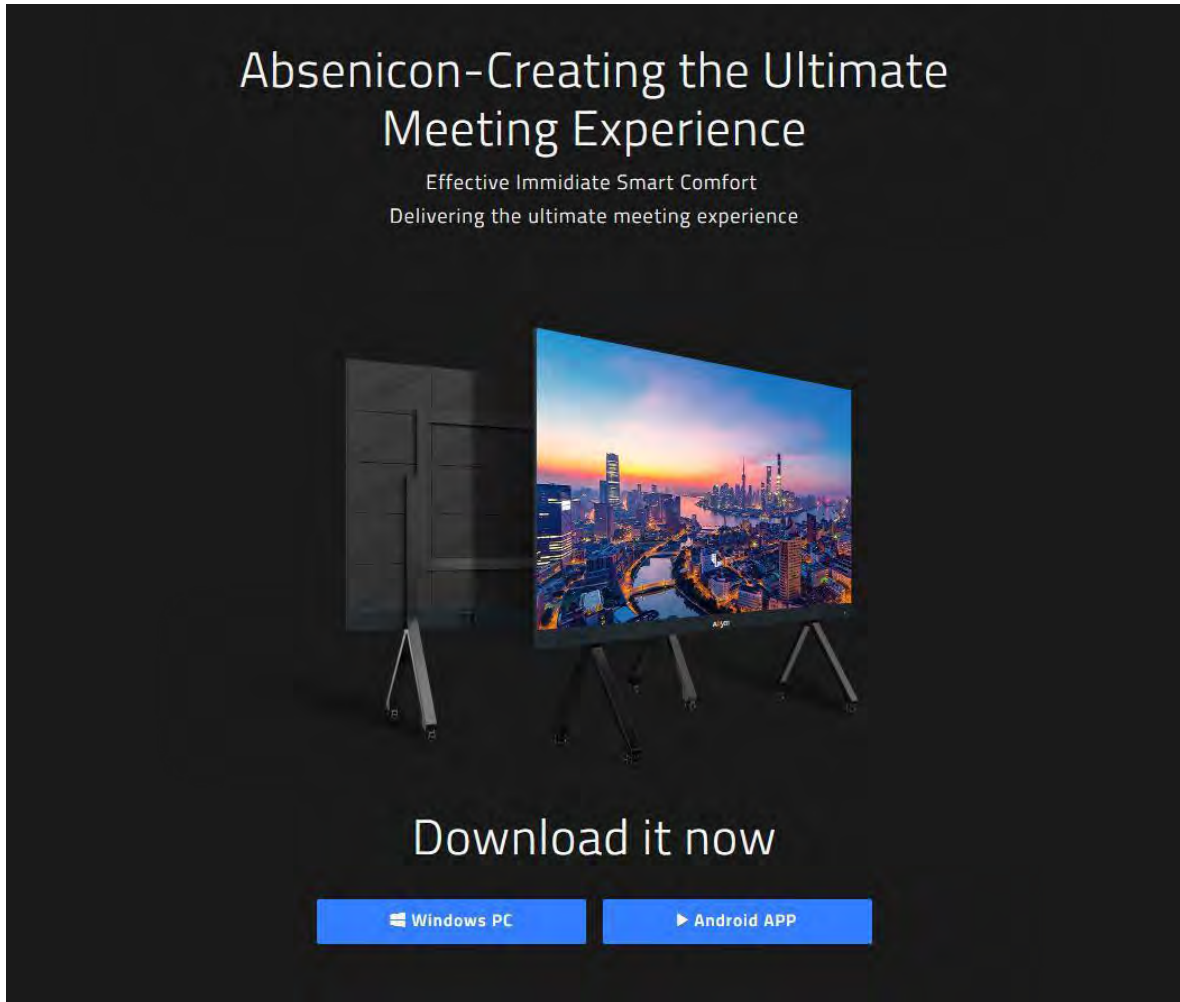 Absenicon-Creating the Ultimate
Meeting Experience
Effective Immidiate Smart Comfort
Delivering the ultimate meeting experience
Download it now
Windows PC
Android APP